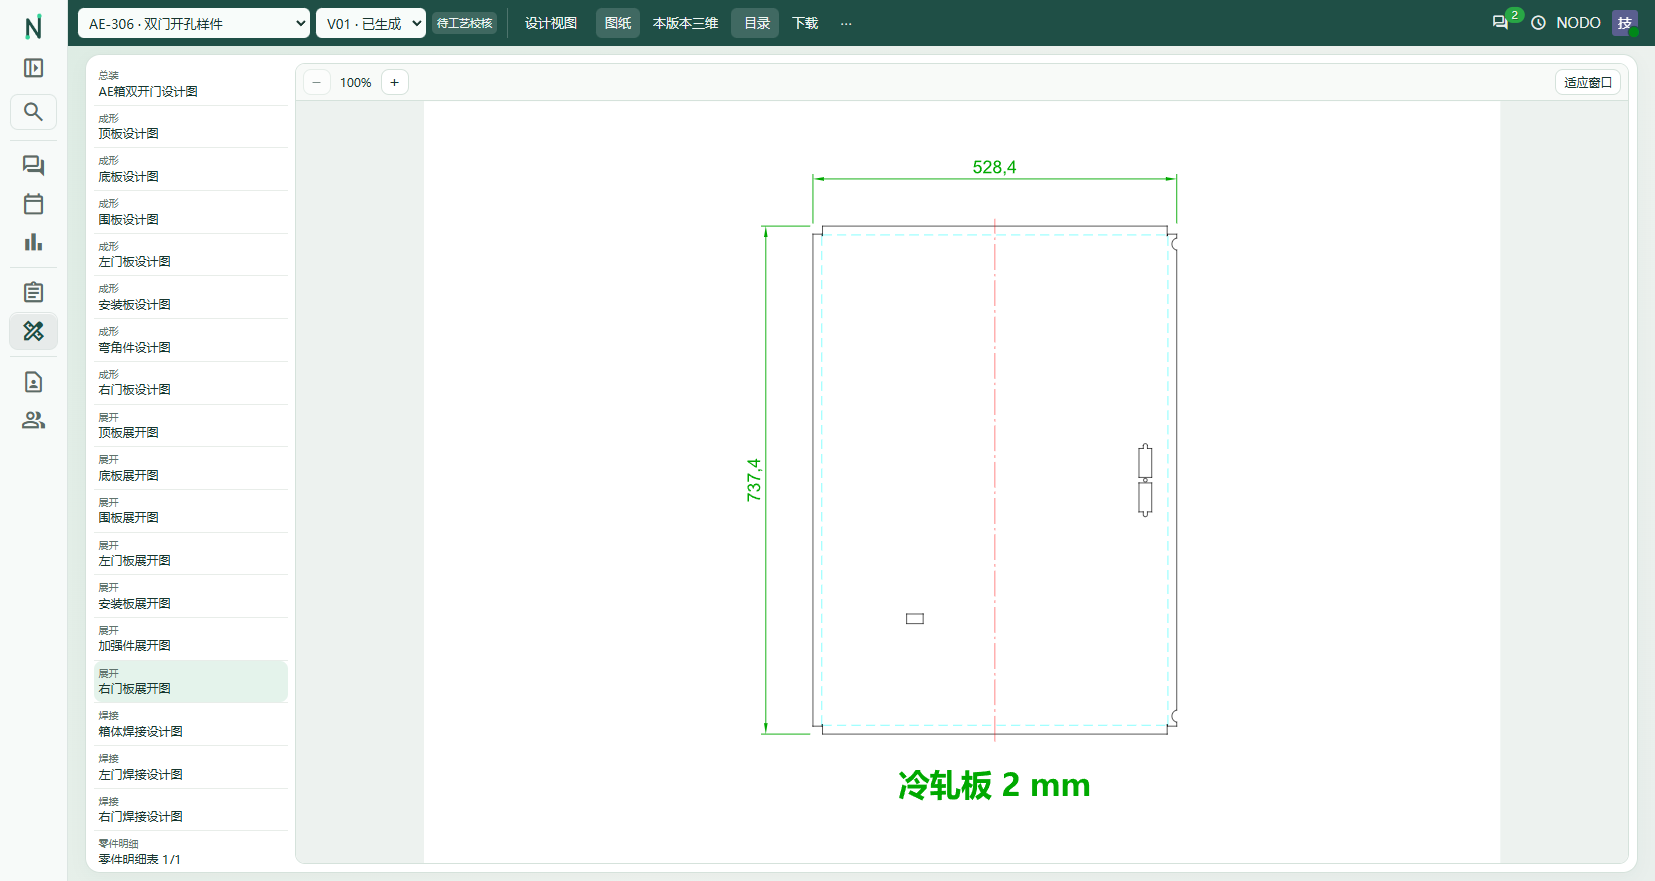 AE-306 · 双门开孔样件
V01 · 已生成
待工艺校核
设计视图
图纸
本版本三维
目录
下载
···
2
NODO
技
总装
AE箱双开门设计图
成形
顶板设计图
成形
底板设计图
成形
围板设计图
成形
左门板设计图
成形
安装板设计图
成形
弯角件设计图
成形
右门板设计图
展开
顶板展开图
展开
底板展开图
展开
围板展开图
展开
左门板展开图
展开
安装板展开图
展开
加强件展开图
展开
右门板展开图
焊接
箱体焊接设计图
焊接
左门焊接设计图
焊接
右门焊接设计图
零件明细
零件明细表 1/1
−
100%
+
适应窗口
528,4
737,4
冷轧板 2 mm